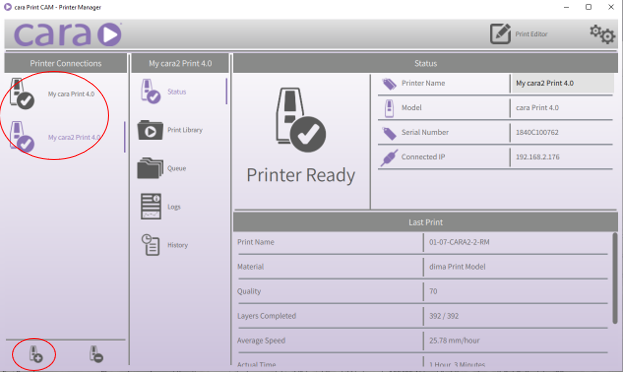 cara Print CAM - Printer Manager
cara
Print Editor
Printer Connections
My cara Print 4.0
My cara2 Print 4.0
My cara2 Print 4.0
Status
Print Library
Queue
Logs
History
Status
Printer Ready
Printer Name My cara2 Print 4.0
Model cara Print 4.0
Serial Number 1840C100762
Connected IP 192.168.2.176
Last Print
Print Name 01-07-CARA2-2-RM
Material dima Print Model
Quality 70
Layers Completed 392 / 392
Average Speed 25.78 mm/hour
Actual Time 1 Hour, 3 Minutes